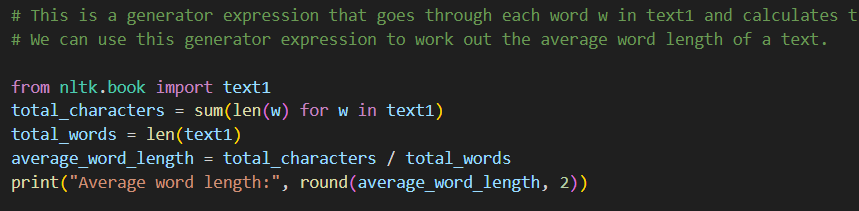 # This is a generator expression that goes through each word w in text1 and calculates t
# We can use this generator expression to work out the average word length of a text.
from nltk.book import text1
total_characters = sum(len(w) for w in text1)
total_words = len(text1)
average_word_length = total_characters / total_words
print("Average word length:", round(average_word_length, 2))